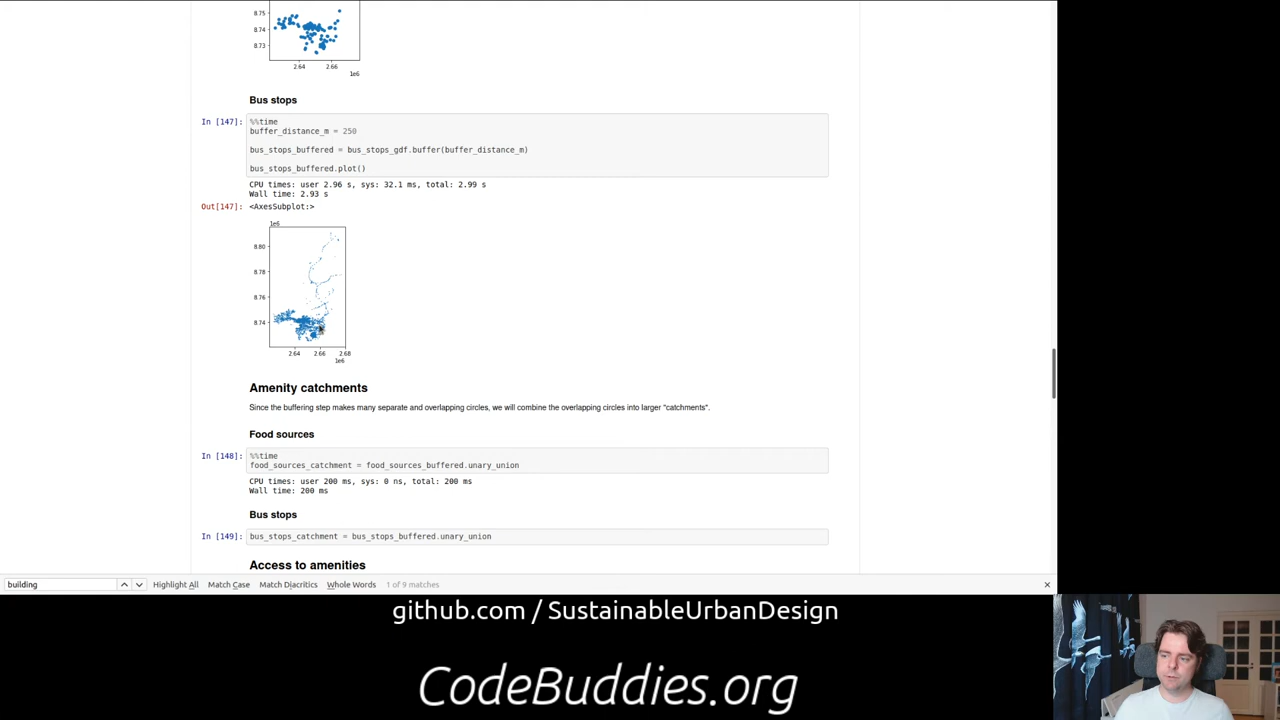 8.75
8.74
8.73
2.64 2.66
1e6
Bus stops
In [147]: %%time
buffer_distance_m = 250
bus_stops_buffered = bus_stops_gdf.buffer(buffer_distance_m)
bus_stops_buffered.plot()
CPU times: user 2.96 s, sys: 32.1 ms, total: 2.99 s
Wall time: 2.93 s
Out[147]: <AxesSubplot:>
1e6
8.80
8.78
8.76
8.74
2.64 2.66 2.68
1e6
Amenity catchments
Since the buffering step makes many separate and overlapping circles, we will combine the overlapping circles into larger "catchments".
Food sources
In [148]: %%time
food_sources_catchment = food_sources_buffered.unary_union
CPU times: user 200 ms, sys: 0 ns, total: 200 ms
Wall time: 200 ms
Bus stops
In [149]: bus_stops_catchment = bus_stops_buffered.unary_union
Access to amenities
building Highlight All Match Case Match Diacritics Whole Words 1 of 9 matches
github.com / SustainableUrbanDesign
CodeBuddies.org